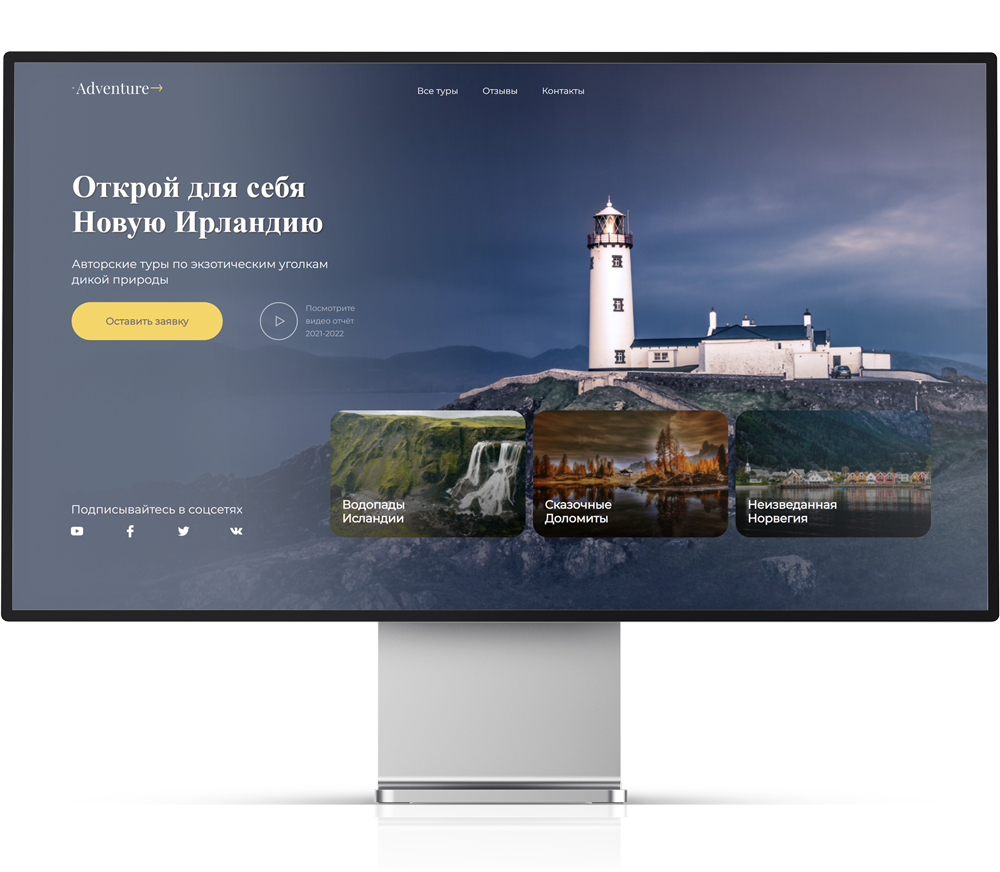 Adventure
Все туры Отзывы Контакты
Открой для себя
Новую Ирландию
Авторские туры по экзотическим уголкам
дикой природы
Оставить заявку
Посмотрите
видео отчёт
2021-2022
Водопады
Исландии
Сказочные
Доломиты
Неизведанная
Норвегия
Подписывайтесь в соцсетях